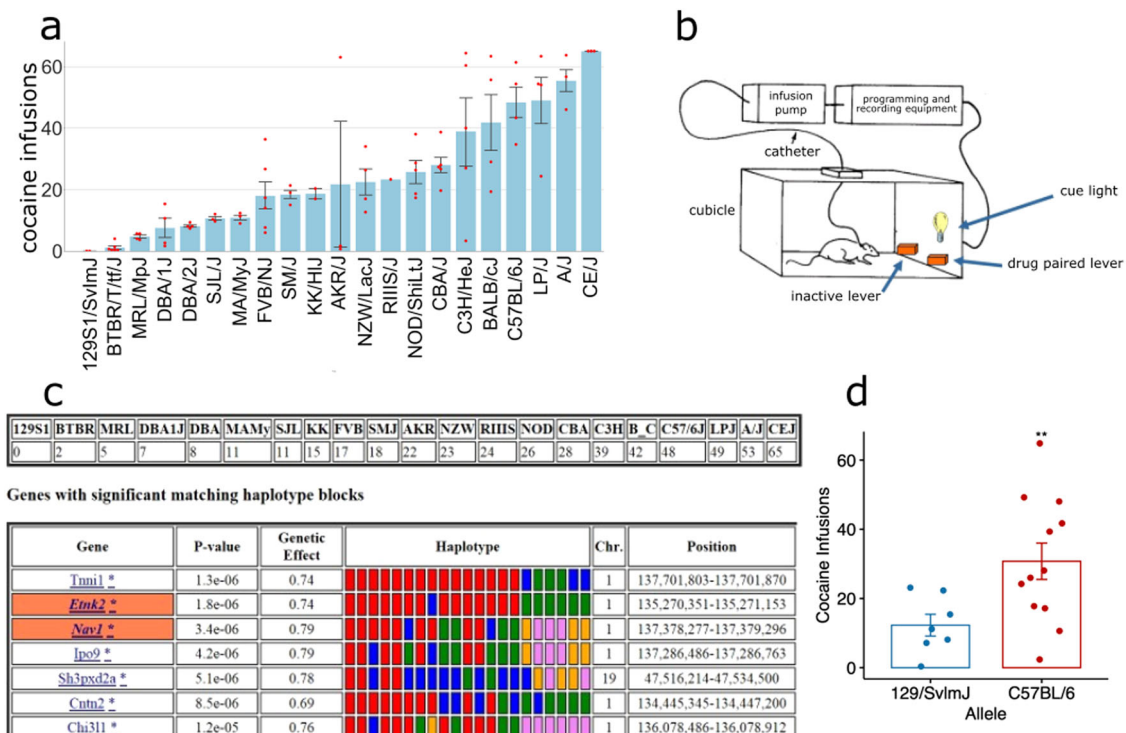 a
cocaine infusions
60
40
20
0
129S1/SvlmJ
BTBR/T/tf/J
MRL/MpJ
DBA/1J
DBA/2J
SJL/J
MA/MyJ
FVB/NJ
SM/J
KK/HIJ
AKR/J
NZW/LacJ
RIIIS/J
NOD/ShiLtJ
CBA/J
C3H/HeJ
BALB/cJ
C57BL/6J
LP/J
A/J
CE/J
b
infusion
pump
programming and
recording equipment
catheter
cubicle
cue light
drug paired lever
inactive lever
c
129S1 BTBR MRL DBA1J DBA MAMy SJL KK FVB SMJ AKR NZW RIIIS NOD CBA C3H B_C C57/6J LPJ A/J CEJ
0 2 5 7 8 11 11 15 17 18 22 23 24 26 28 39 42 48 49 53 65
Genes with significant matching haplotype blocks
Gene P-value Genetic Effect Haplotype Chr. Position
Tnni1 * 1.3e-06 0.74 1 137,701,803-137,701,870
Etnk2 * 1.8e-06 0.74 1 135,270,351-135,271,153
Nav1 * 3.4e-06 0.79 1 137,378,277-137,379,296
Ipo9 * 4.2e-06 0.79 1 137,286,486-137,286,763
Sh3pxd2a * 5.1e-06 0.78 19 47,516,214-47,534,500
Cntn2 * 8.5e-06 0.69 1 134,445,345-134,447,200
Chi3l1 * 1.2e-05 0.76 1 136,078,486-136,078,912
d
Cocaine Infusions
60
40
20
0
**
129/SvlmJ C57BL/6
Allele